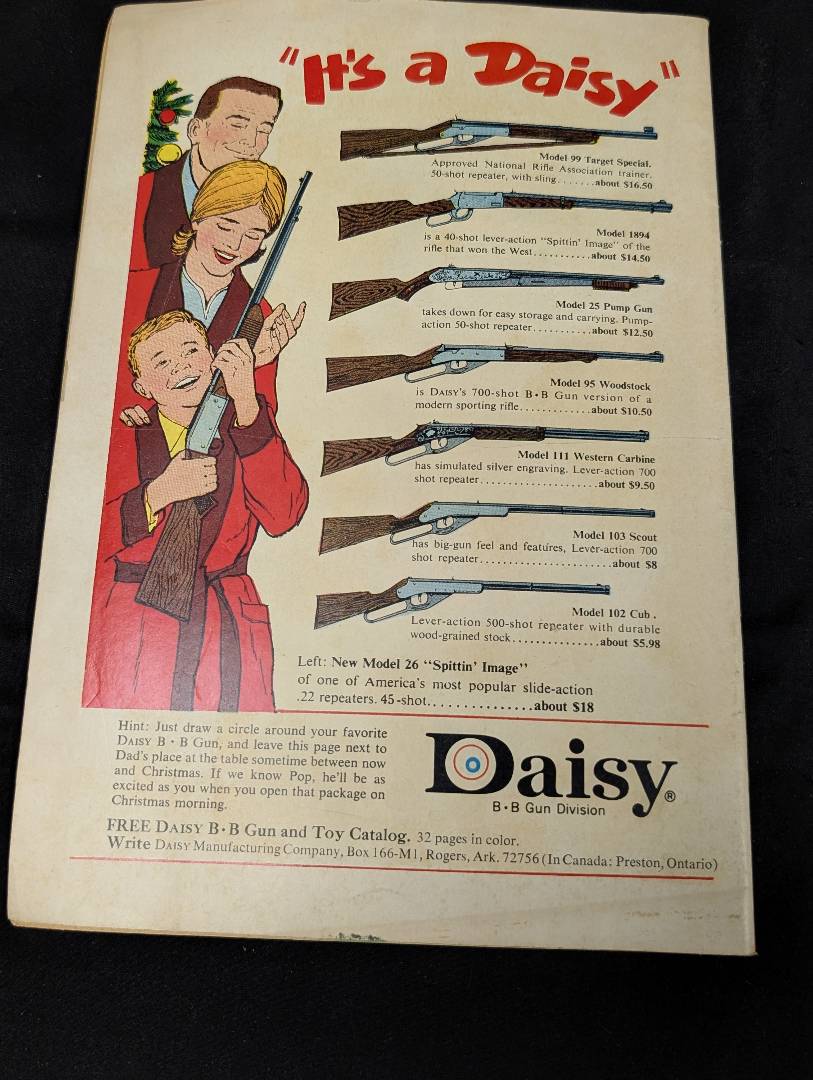 "It's a Daisy"
Model 99 Target Special.
Approved National Rifle Association trainer.
50-shot repeater, with sling.......about $16.50
Model 1894
is a 40-shot lever-action "Spittin' Image" of the
rifle that won the West...........about $14.50
Model 25 Pump Gun
takes down for easy storage and carrying. Pump-
action 50-shot repeater...........about $12.50
Model 95 Woodstock
is DAISY'S 700-shot B•B Gun version of a
modern sporting rifle.............about $10.50
Model 111 Western Carbine
has simulated silver engraving. Lever-action 700
shot repeater......................about $9.50
Model 103 Scout
has big-gun feel and features, Lever-action 700
shot repeater.........................about $8
Model 102 Cub.
Lever-action 500-shot repeater with durable
wood-grained stock................about $5.98
Left: New Model 26 "Spittin' Image"
of one of America's most popular slide-action
.22 repeaters. 45-shot...............about $18
Hint: Just draw a circle around your favorite
DAISY B•B Gun, and leave this page next to
Dad's place at the table sometime between now
and Christmas. If we know Pop, he'll be as
excited as you when you open that package on
Christmas morning.
Daisy®
B•B Gun Division
FREE DAISY B•B Gun and Toy Catalog. 32 pages in color.
Write DAISY Manufacturing Company, Box 166-M1, Rogers, Ark. 72756 (In Canada: Preston, Ontario)